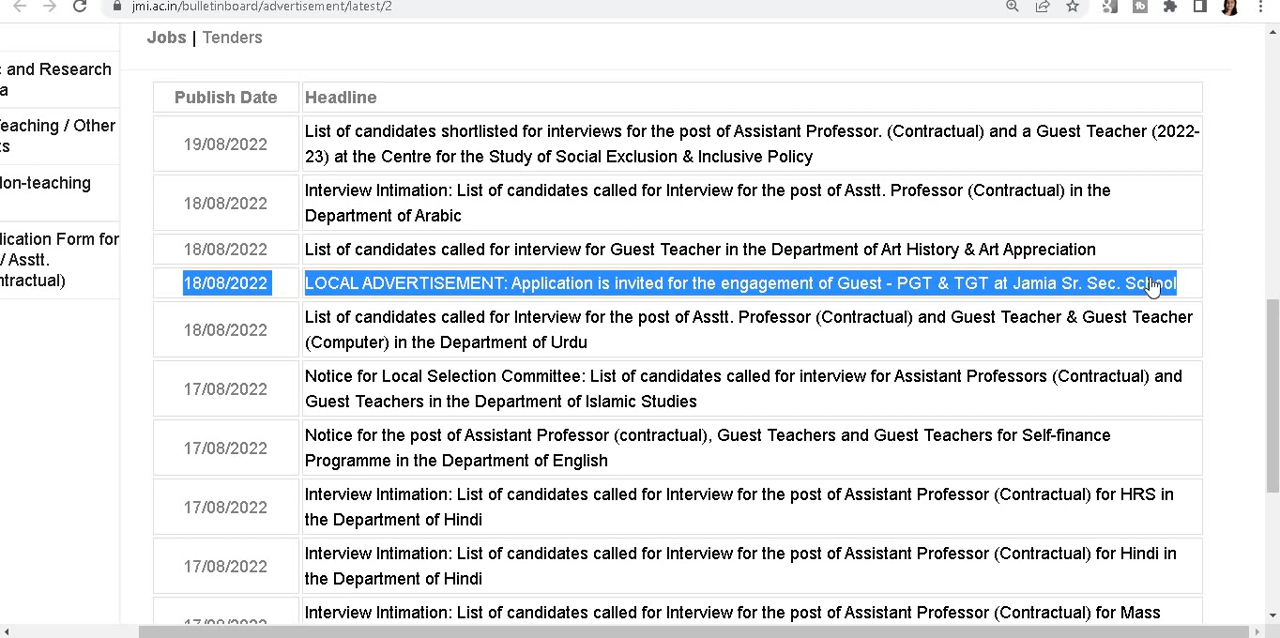 jmi.ac.in/bulletinboard/advertisement/latest/2
Jobs | Tenders
and Research
Teaching / Other
Non-teaching
Form for
/ Asstt.
Publish Date Headline
19/08/2022 List of candidates shortlisted for interviews for the post of Assistant Professor. (Contractual) and a Guest Teacher (2022-
23) at the Centre for the Study of Social Exclusion & Inclusive Policy
18/08/2022 Interview Intimation: List of candidates called for Interview for the post of Asstt. Professor (Contractual) in the
Department of Arabic
18/08/2022 List of candidates called for interview for Guest Teacher in the Department of Art History & Art Appreciation
18/08/2022 LOCAL ADVERTISEMENT: Application is invited for the engagement of Guest - PGT & TGT at Jamia Sr. Sec. School
18/08/2022 List of candidates called for Interview for the post of Asstt. Professor (Contractual) and Guest Teacher & Guest Teacher
(Computer) in the Department of Urdu
17/08/2022 Notice for Local Selection Committee: List of candidates called for interview for Assistant Professors (Contractual) and
Guest Teachers in the Department of Islamic Studies
17/08/2022 Notice for the post of Assistant Professor (contractual), Guest Teachers and Guest Teachers for Self-finance
Programme in the Department of English
17/08/2022 Interview Intimation: List of candidates called for Interview for the post of Assistant Professor (Contractual) for HRS in
the Department of Hindi
17/08/2022 Interview Intimation: List of candidates called for Interview for the post of Assistant Professor (Contractual) for Hindi in
the Department of Hindi
17/08/2022 Interview Intimation: List of candidates called for Interview for the post of Assistant Professor (Contractual) for Mass